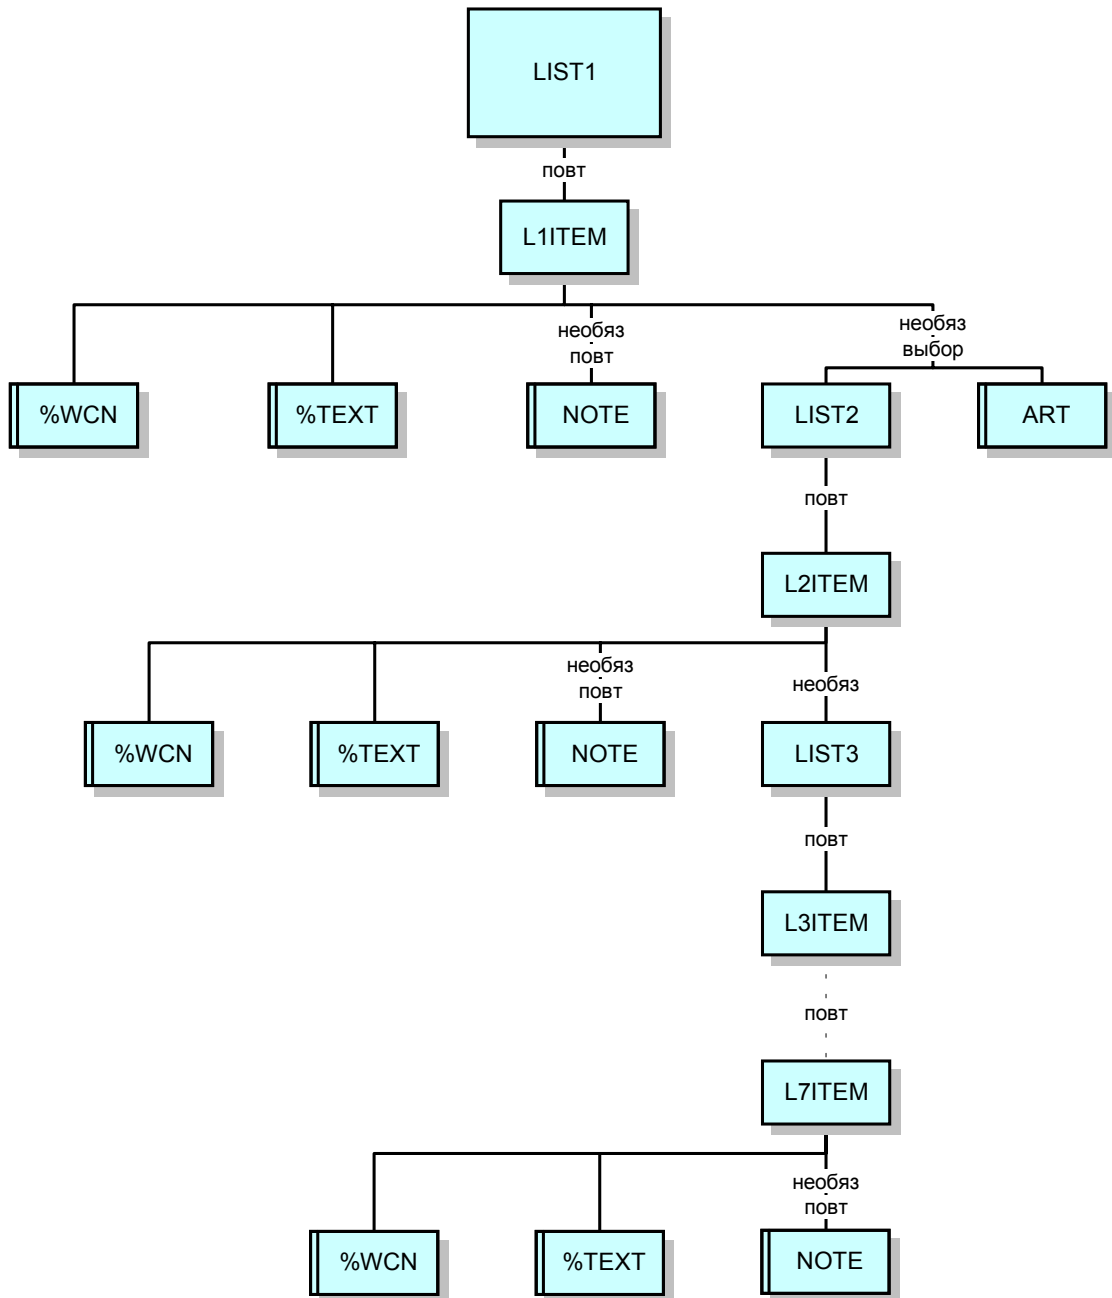 LIST1
повт
L1ITEM
необяз
повт
необяз
выбор
%WCN
%TEXT
NOTE
LIST2
ART
повт
L2ITEM
необяз
повт
необяз
%WCN
%TEXT
NOTE
LIST3
повт
L3ITEM
повт
L7ITEM
необяз
повт
%WCN
%TEXT
NOTE